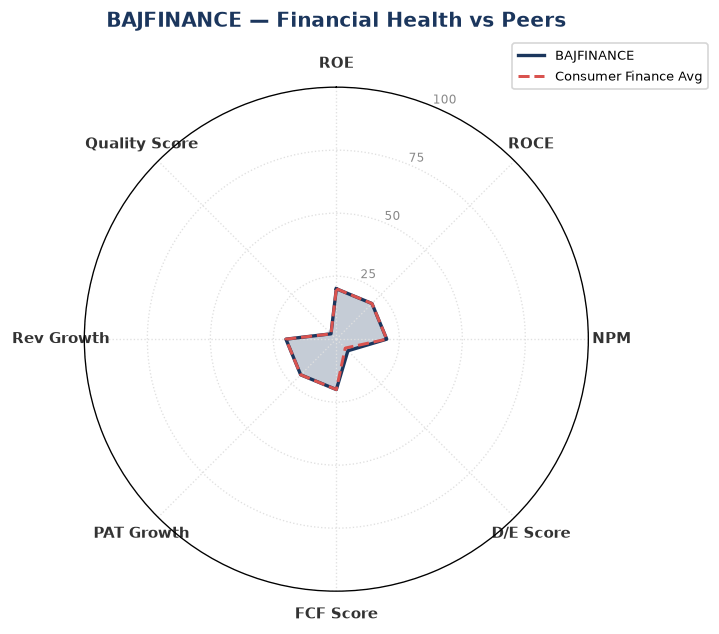 BAJFINANCE — Financial Health vs Peers
BAJFINANCE
Consumer Finance Avg
ROE
100
ROCE
Quality Score
75
50
25
Rev Growth
NPM
PAT Growth
D/E Score
FCF Score